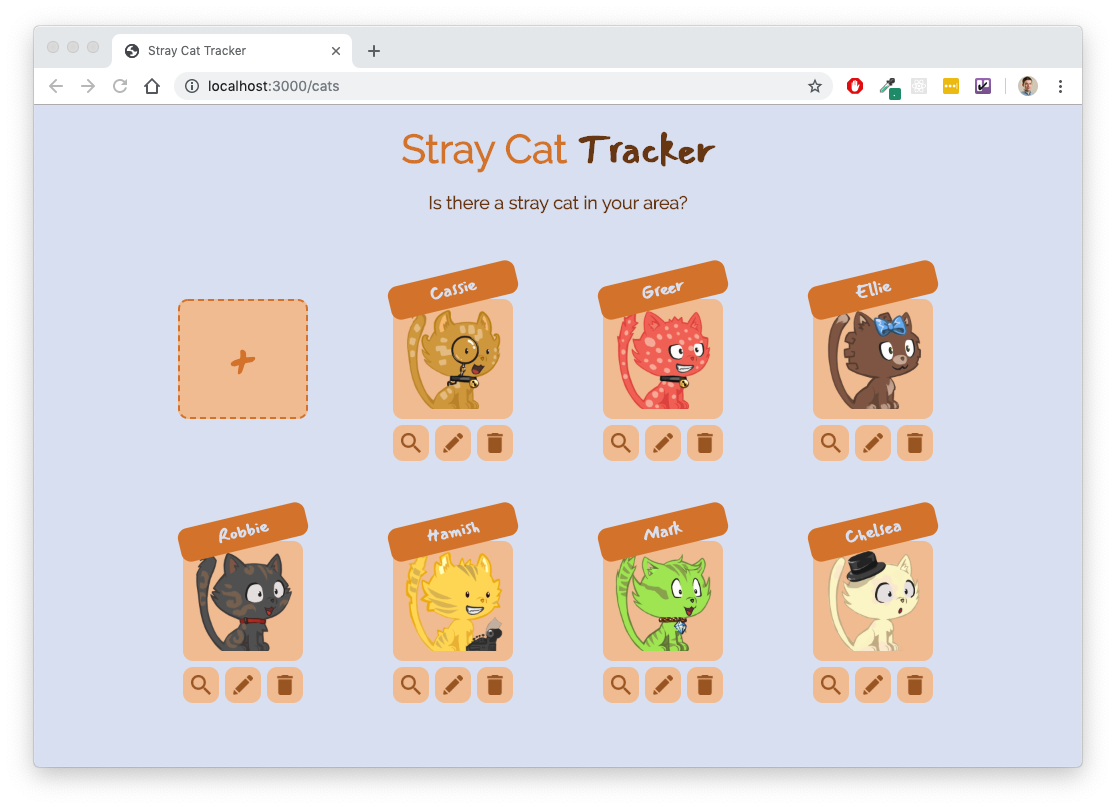 Stray Cat Tracker
localhost:3000/cats
Stray Cat Tracker
Is there a stray cat in your area?
+
Cassie
Greer
Ellie
Robbie
Hamish
Mark
Chelsea